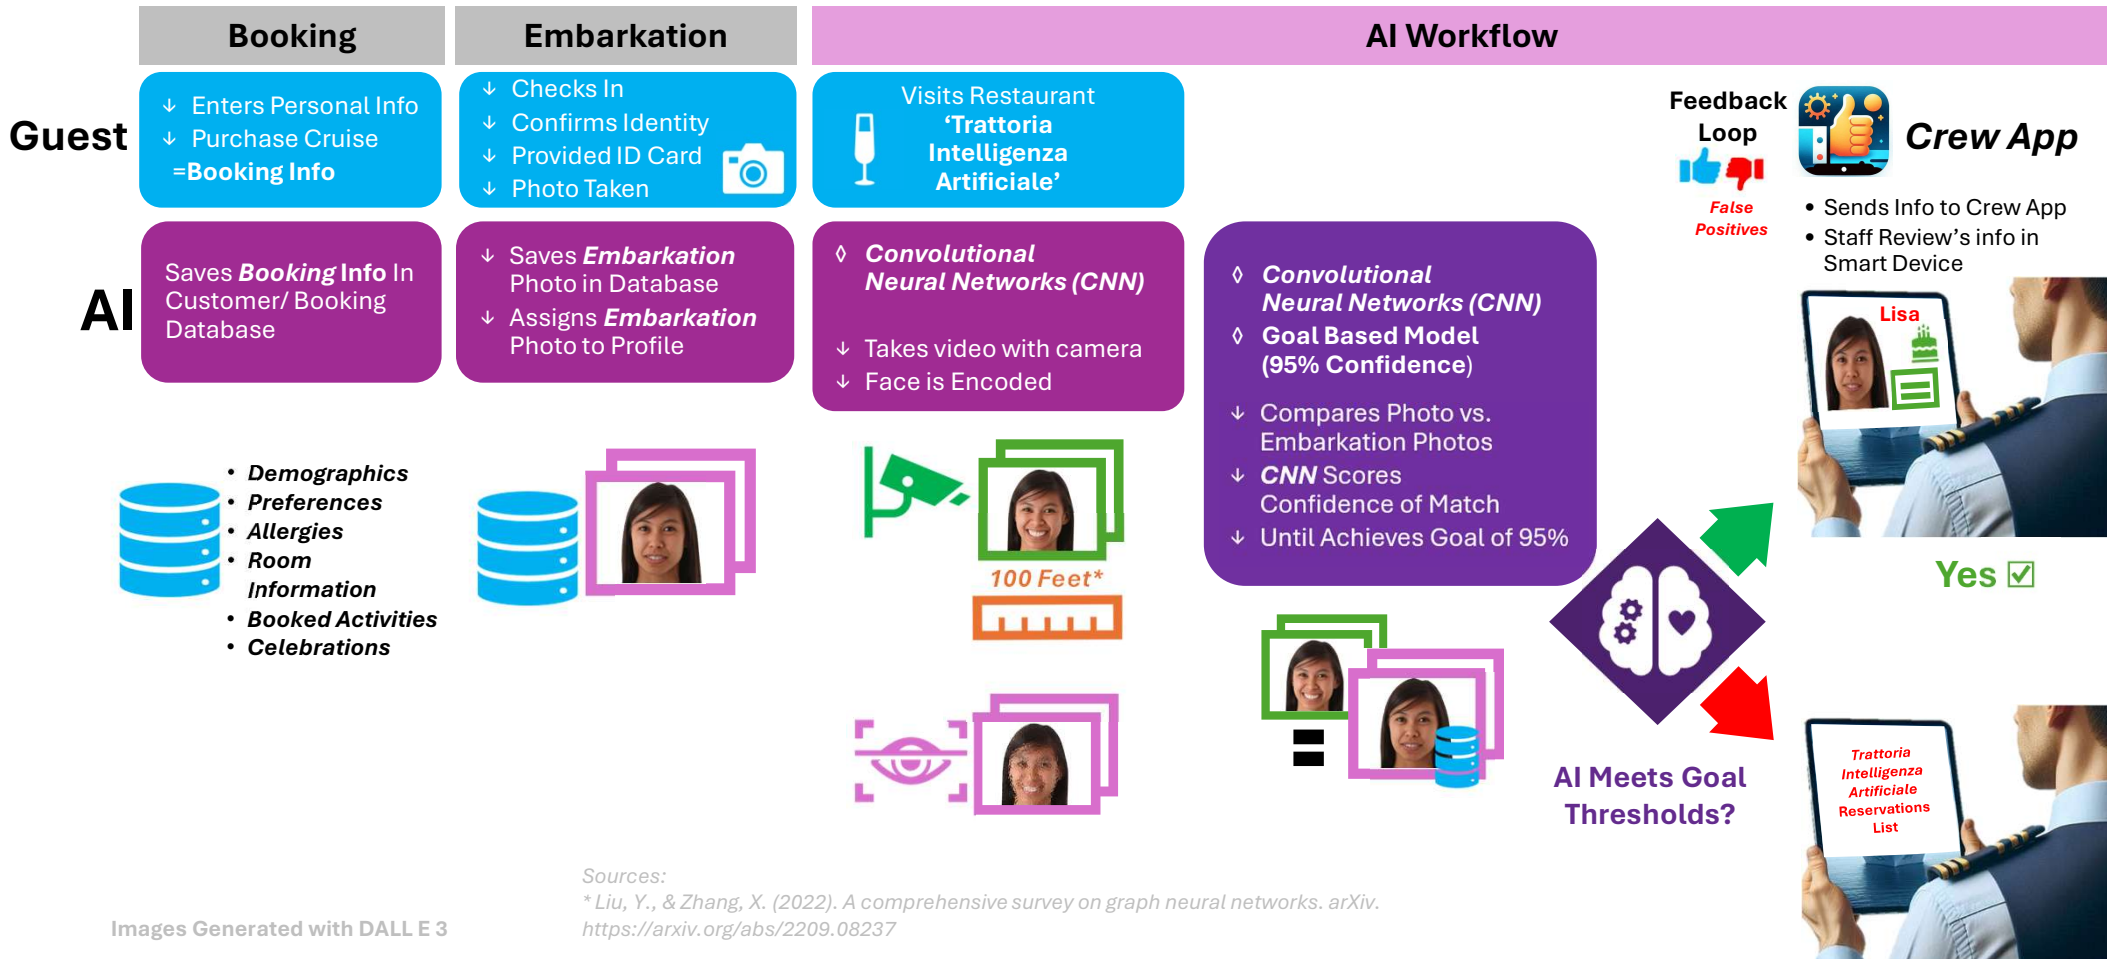 Booking
Embarkation
AI Workflow
Guest
↓ Enters Personal Info
↓ Purchase Cruise
=Booking Info
↓ Checks In
↓ Confirms Identity
↓ Provided ID Card
↓ Photo Taken
Visits Restaurant
‘Trattoria
Intelligenza
Artificiale’
Feedback
Loop
False
Positives
Crew App
• Sends Info to Crew App
• Staff Review’s info in
Smart Device
AI
Saves Booking Info In
Customer/ Booking
Database
↓ Saves Embarkation
Photo in Database
↓ Assigns Embarkation
Photo to Profile
◊ Convolutional
Neural Networks (CNN)
↓ Takes video with camera
↓ Face is Encoded
◊ Convolutional
Neural Networks (CNN)
◊ Goal Based Model
(95% Confidence)
↓ Compares Photo vs.
Embarkation Photos
↓ CNN Scores
Confidence of Match
↓ Until Achieves Goal of 95%
Lisa
• Demographics
• Preferences
• Allergies
• Room
Information
• Booked Activities
• Celebrations
100 Feet*
Yes ☑
=
AI Meets Goal
Thresholds?
Trattoria
Intelligenza
Artificiale
Reservations
List
Sources:
* Liu, Y., & Zhang, X. (2022). A comprehensive survey on graph neural networks. arXiv.
https://arxiv.org/abs/2209.08237
Images Generated with DALL E 3